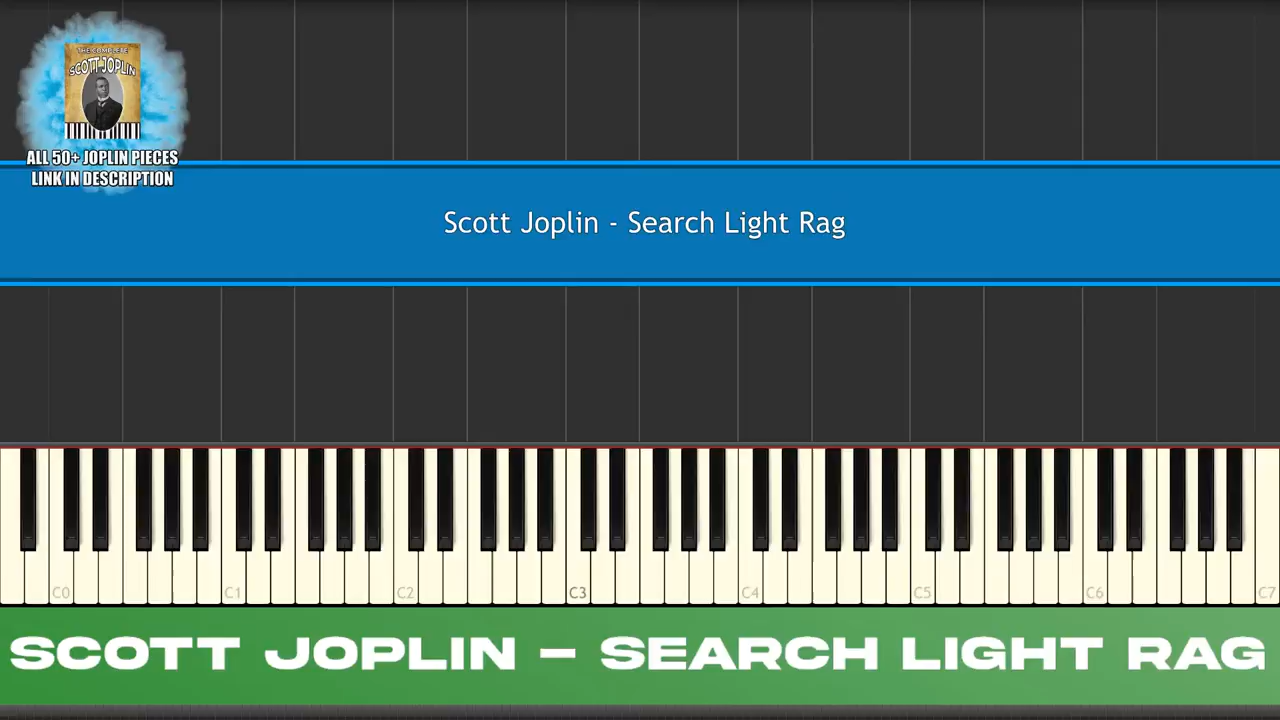 THE COMPLETE
SCOTT JOPLIN
ALL 50+ JOPLIN PIECES
LINK IN DESCRIPTION
Scott Joplin - Search Light Rag
C0 C1 C2 C3 C4 C5 C6 C7
SCOTT JOPLIN – SEARCH LIGHT RAG